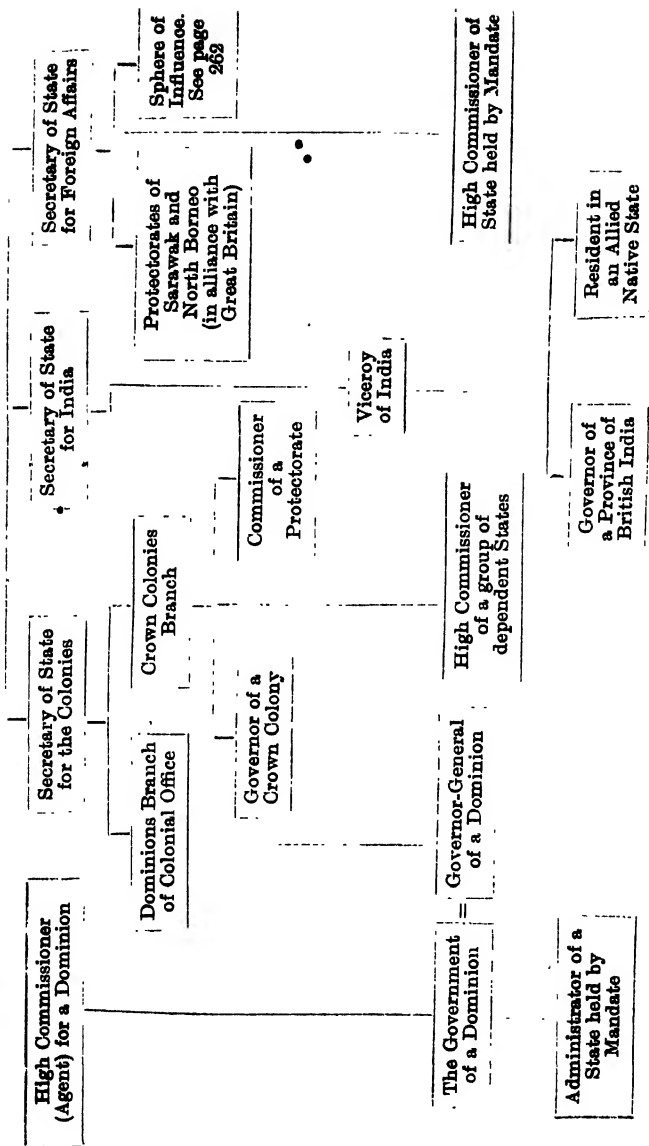 High Commissioner
(Agent) for a Dominion
Secretary of State
for the Colonies
Secretary of State
for India
Secretary of State
for Foreign Affairs
Dominions Branch
of Colonial Office
Crown Colonies
Branch
Protectorates of
Sarawak and
North Borneo
(in alliance with
Great Britain)
Sphere of
Influence.
See page
262
Governor of a
Crown Colony
Commissioner
of a
Protectorate
Viceroy
of India
The Government
of a Dominion
=
Governor-General
of a Dominion
High Commissioner
of a group of
dependent States
High Commissioner of
State held by Mandate
Administrator of a
State held by
Mandate
Governor of
a Province of
British India
Resident in
an Allied
Native State